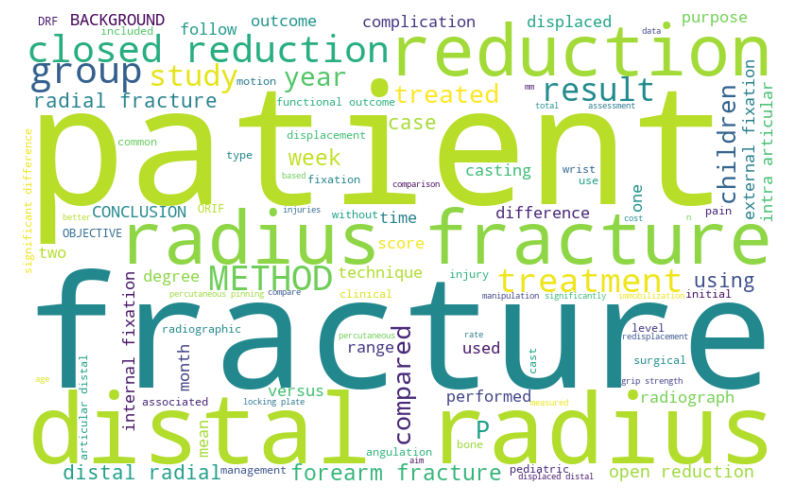 DRF BACKGROUND outcome complication displaced purpose
included follow data
closed reduction reduction
group study motion year treated mm result
radial fracture functional outcome total assessment
patient
common displacement case
type week casting wrist
based fixation comparison use
children external fixation intra articular
significant difference
better CONCLUSION ORIF injuries without time difference one cost n pain
OBJECTIVE
two radius fracture score
degree METHOD technique injury treatment using
percutaneous pinning compare clinical manipulation significantly immobilization initial
fracture
internal fixation
radiographic percutaneous rate level
month range used cast redisplacement
compared surgical
age articular distal versus grip strength
associated locking plate performed measured radiograph
distal radius
mean P
angulation bone
distal radial management forearm fracture aim pediatric open reduction
displaced distal